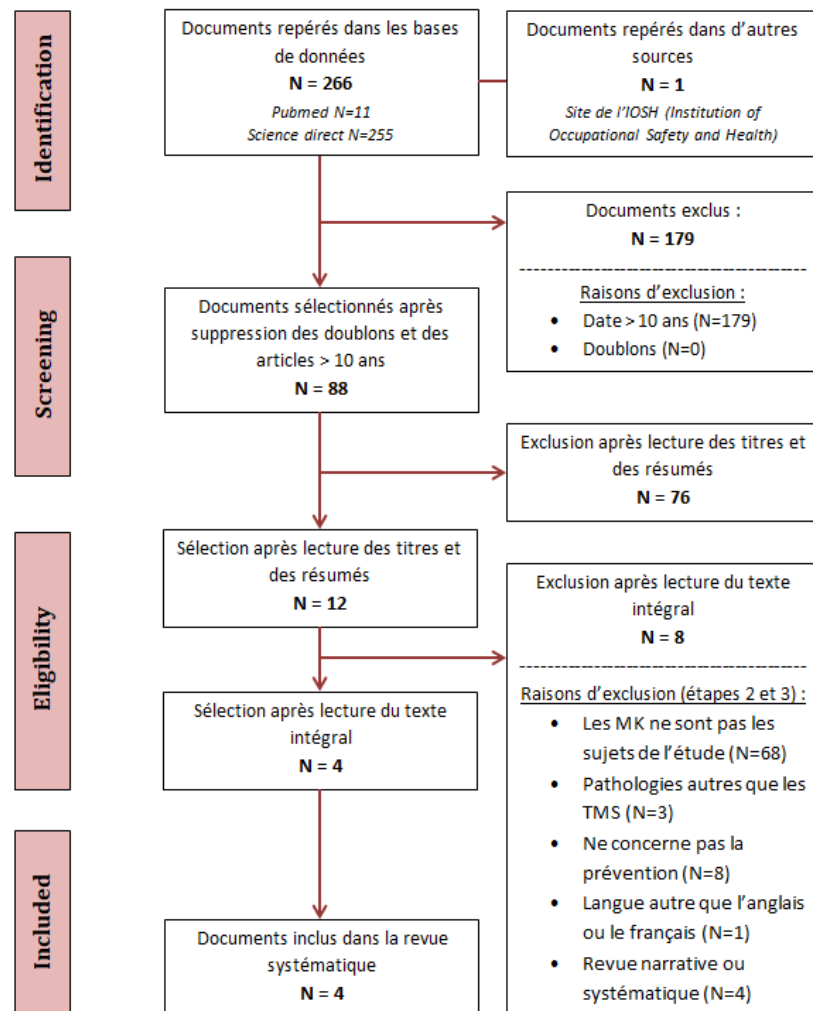 Identification
Documents repérés dans les bases
de données
N = 266
Pubmed N=11
Science direct N=255
Documents repérés dans d'autres
sources
N = 1
Site de l'IOSH (Institution of
Occupational Safety and Health)
Documents exclus :
N = 179
Raisons d'exclusion :
• Date > 10 ans (N=179)
• Doublons (N=0)
Screening
Documents sélectionnés après
suppression des doublons et des
articles > 10 ans
N = 88
Exclusion après lecture des titres et
des résumés
N = 76
Eligibility
Sélection après lecture des titres et
des résumés
N = 12
Exclusion après lecture du texte
intégral
N = 8
Raisons d'exclusion (étapes 2 et 3) :
• Les MK ne sont pas les
sujets de l'étude (N=68)
• Pathologies autres que les
TMS (N=3)
• Ne concerne pas la
prévention (N=8)
• Langue autre que l'anglais
ou le français (N=1)
• Revue narrative ou
systématique (N=4)
Sélection après lecture du texte
intégral
N = 4
Included
Documents inclus dans la revue
systématique
N = 4